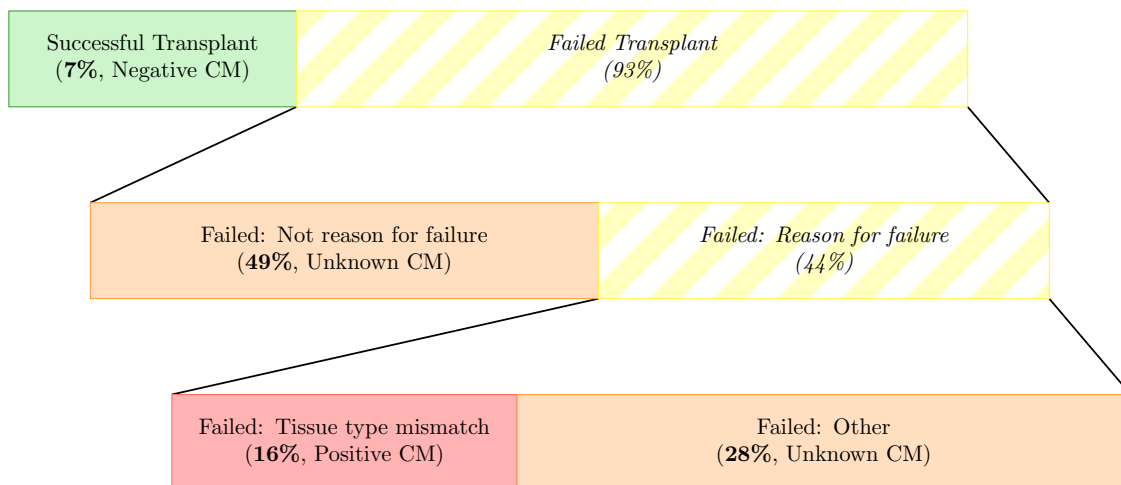 Successful Transplant
(7%, Negative CM)
Failed Transplant
(93%)
Failed: Not reason for failure
(49%, Unknown CM)
Failed: Reason for failure
(44%)
Failed: Tissue type mismatch
(16%, Positive CM)
Failed: Other
(28%, Unknown CM)